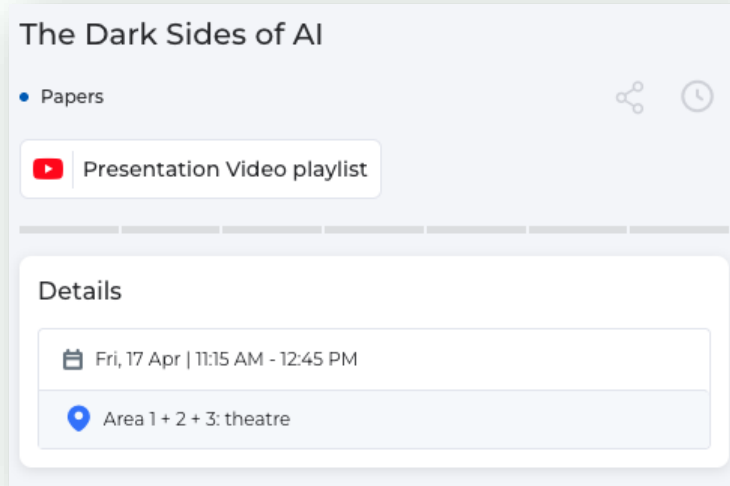 The Dark Sides of AI
Papers
Presentation Video playlist
Details
Fri, 17 Apr | 11:15 AM - 12:45 PM
Area 1 + 2 + 3: theatre